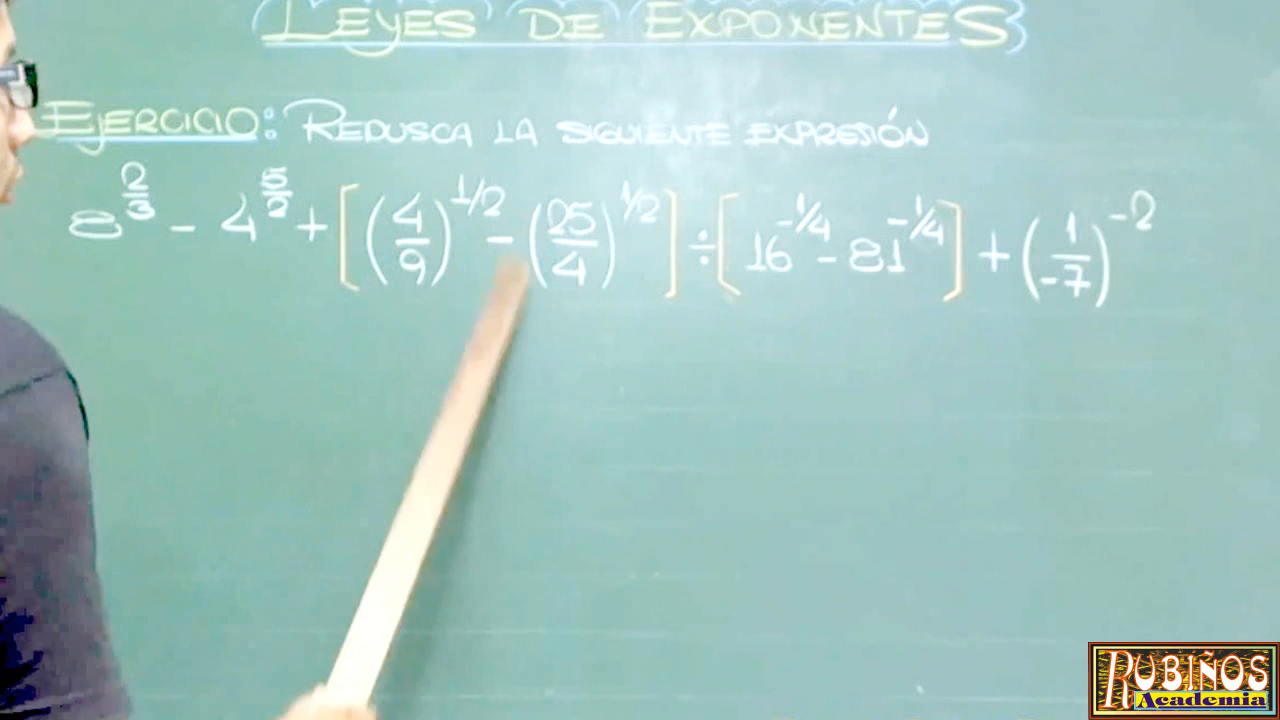 LEYES DE EXPONENTES
EJERCICIO: REDUSCA LA SIGUIENTE EXPRESIÓN
8^(2/3) - 4^(5/2) + [(4/9)^(1/2) - (25/4)^(1/2)] ÷ [16^(-1/4) - 81^(-1/4)] + (1/-7)^(-2)
RUBIÑOS
Academia